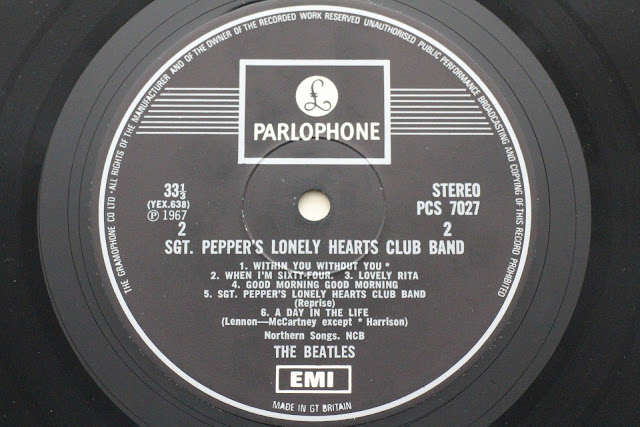 THE GRAMOPHONE CO LTD · ALL RIGHTS OF THE MANUFACTURER AND OF THE OWNER OF THE RECORDED WORK RESERVED UNAUTHORISED PUBLIC PERFORMANCE BROADCASTING AND COPYING OF THIS RECORD PROHIBITED
£
PARLOPHONE
33⅓
(YEX.638)
Ⓟ 1967
2
STEREO
PCS 7027
2
SGT. PEPPER'S LONELY HEARTS CLUB BAND
1. WITHIN YOU WITHOUT YOU *
2. WHEN I'M SIXTY-FOUR. 3. LOVELY RITA
4. GOOD MORNING GOOD MORNING
5. SGT. PEPPER'S LONELY HEARTS CLUB BAND
(Reprise)
6. A DAY IN THE LIFE
(Lennon—McCartney except * Harrison)
Northern Songs. NCB
THE BEATLES
EMI
MADE IN GT BRITAIN